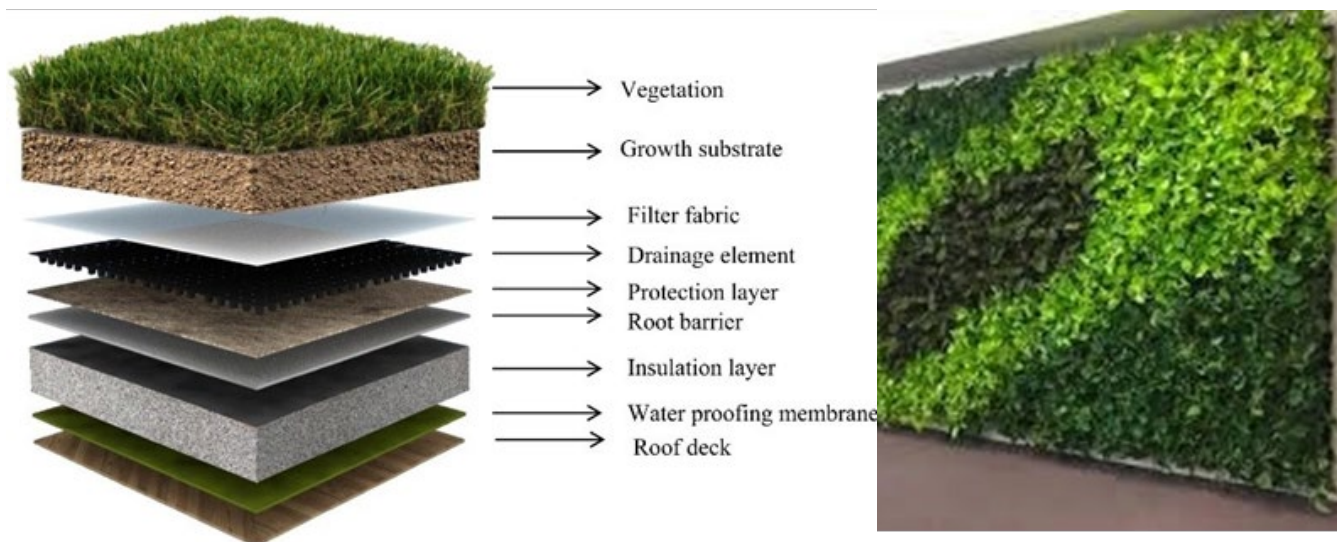 Vegetation
Growth substrate
Filter fabric
Drainage element
Protection layer
Root barrier
Insulation layer
Water proofing membrane
Roof deck